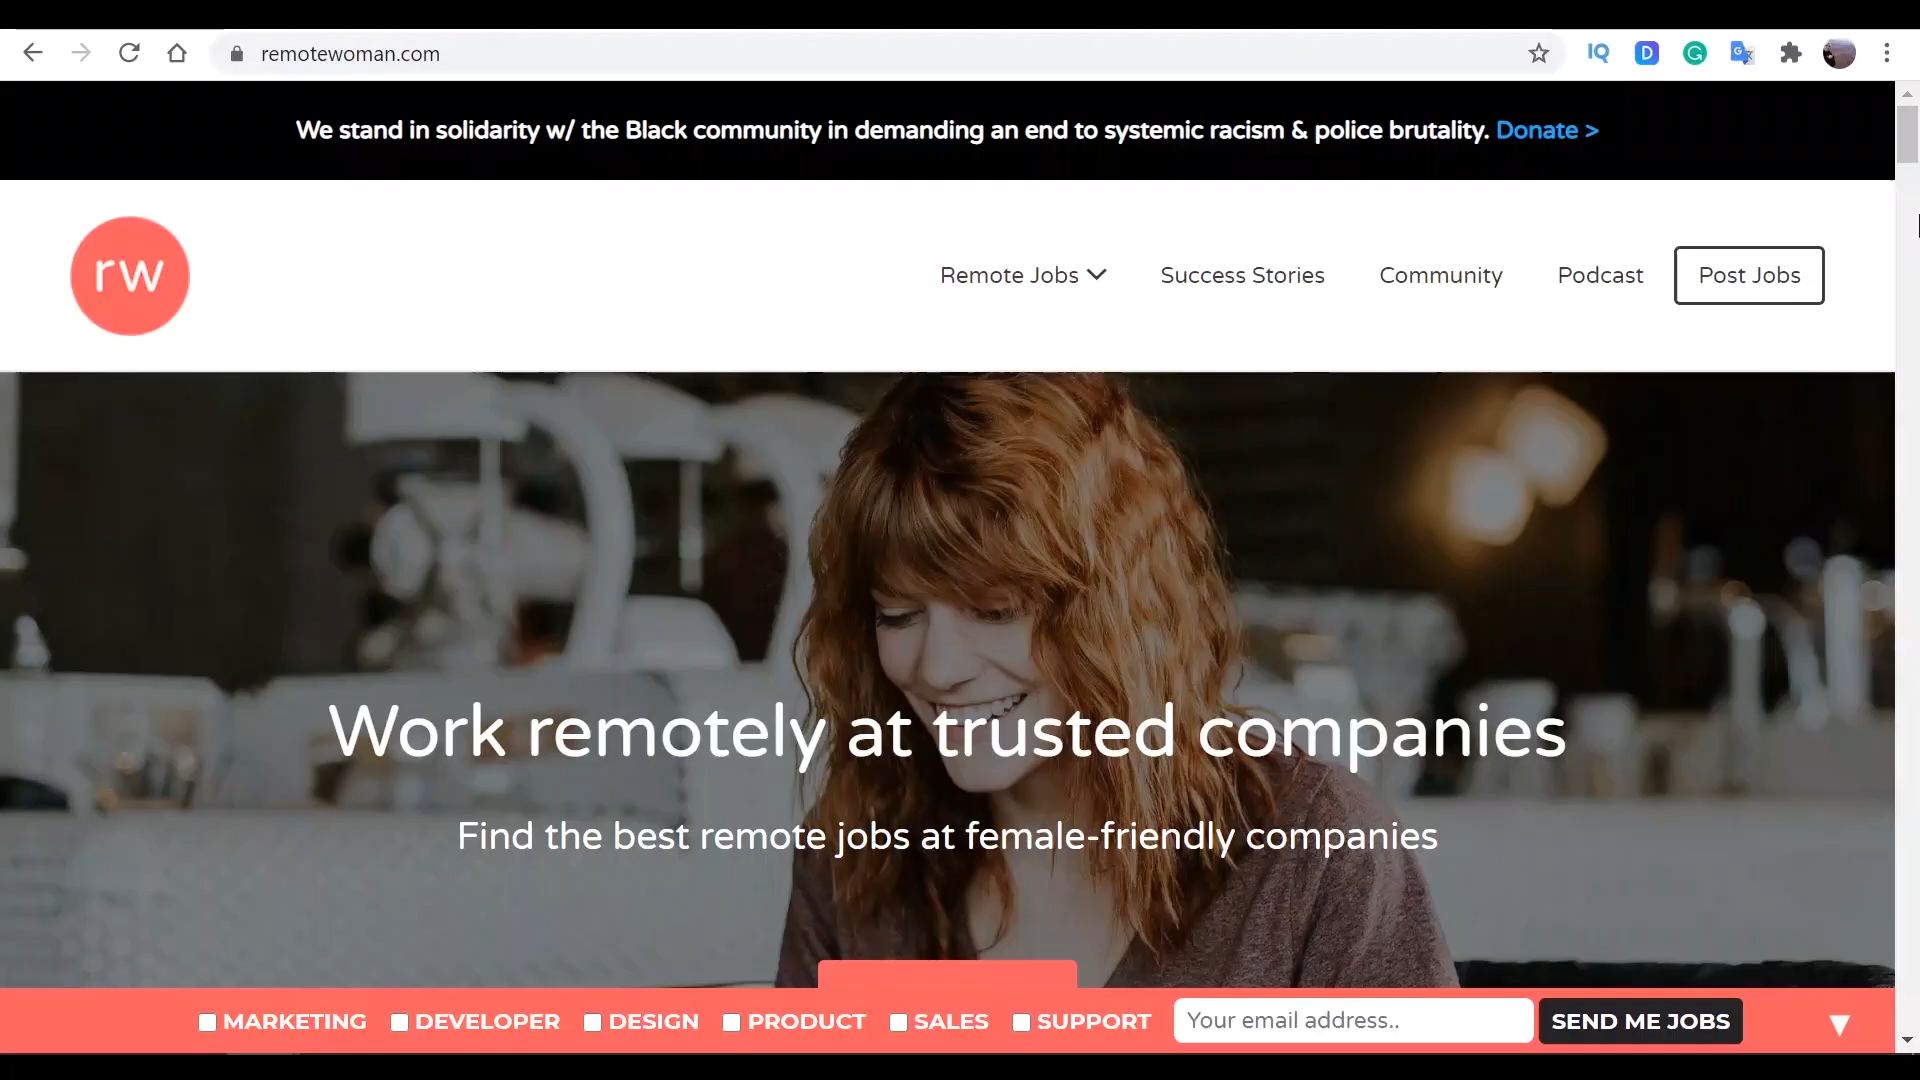 remotewoman.com
IQ
D
G
G
We stand in solidarity w/ the Black community in demanding an end to systemic racism & police brutality. Donate >
rw
Remote Jobs
Success Stories
Community
Podcast
Post Jobs
Work remotely at trusted companies
Find the best remote jobs at female-friendly companies
MARKETING DEVELOPER DESIGN PRODUCT SALES SUPPORT Your email address.. SEND ME JOBS